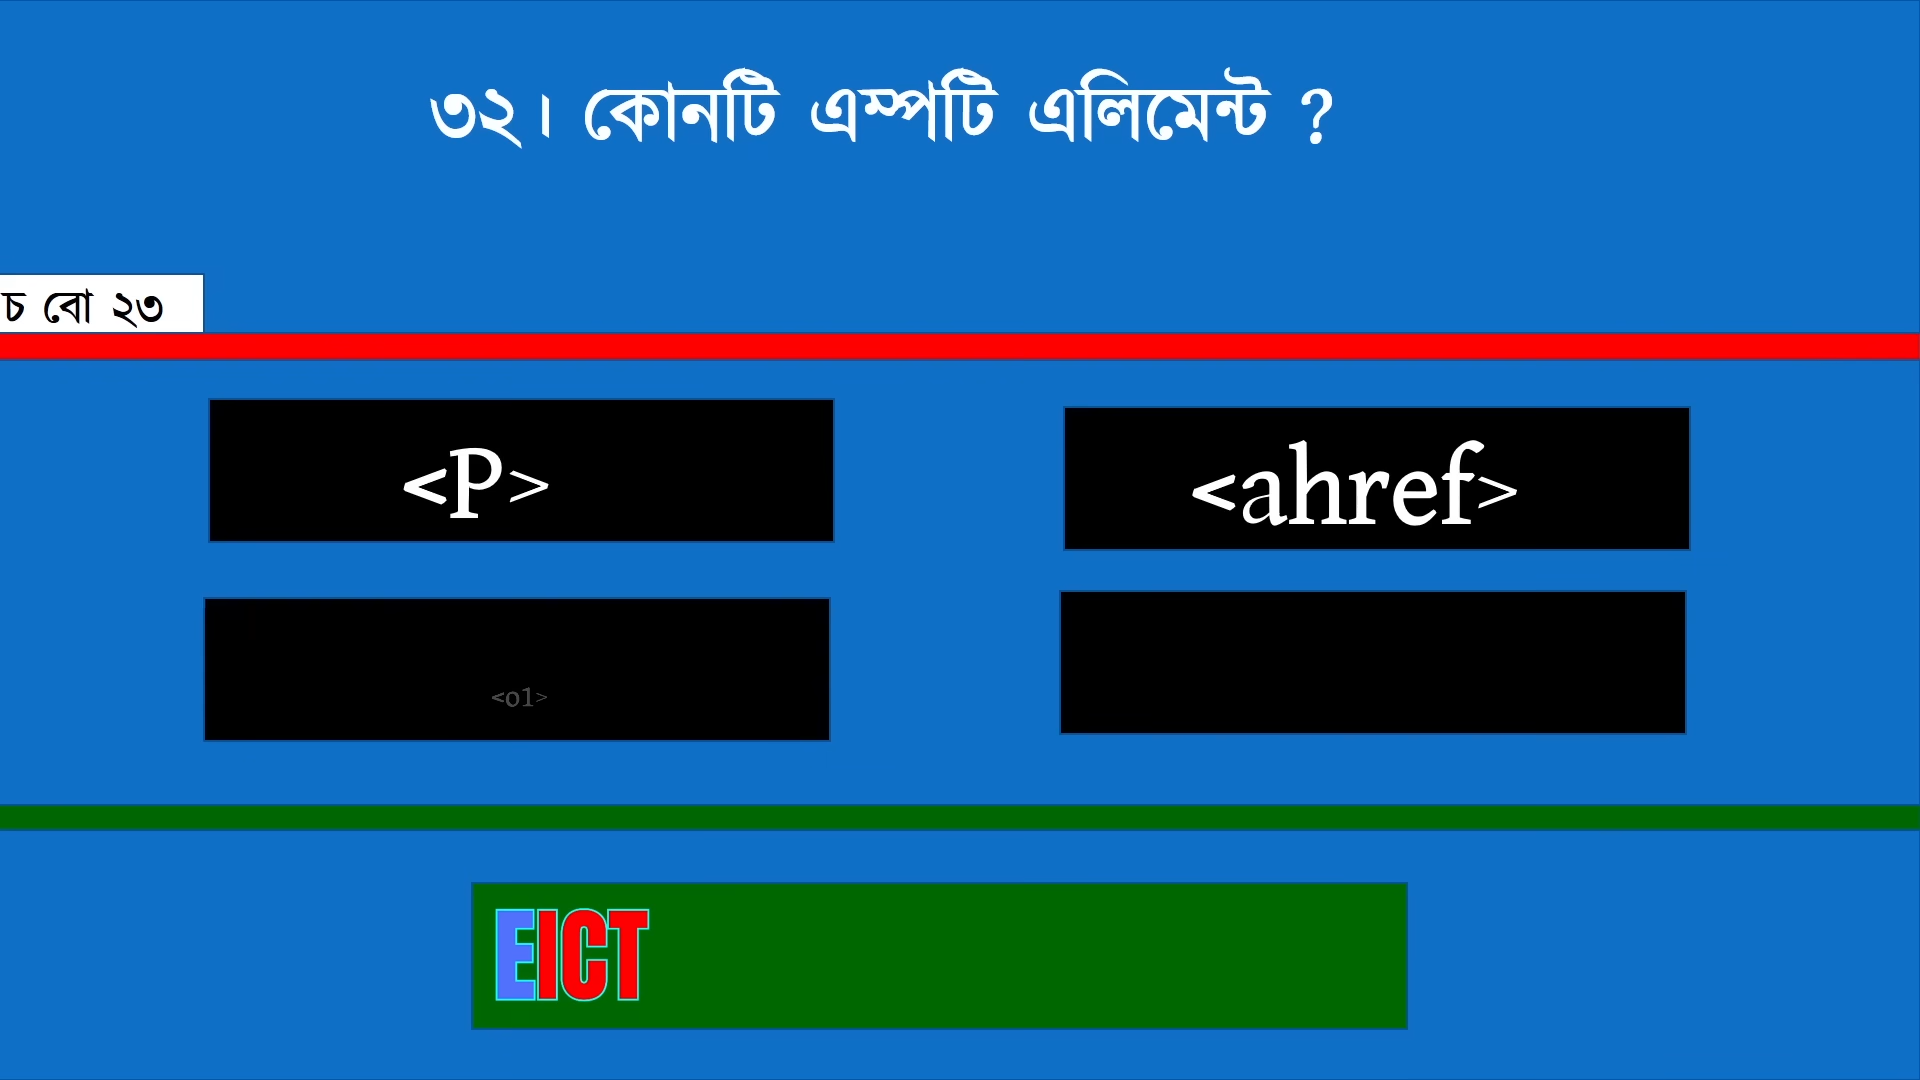 ৩২। কোনটি এম্পটি এলিমেন্ট ?
চ বো ২৩
<P>
<ahref>
<o1>
EICT